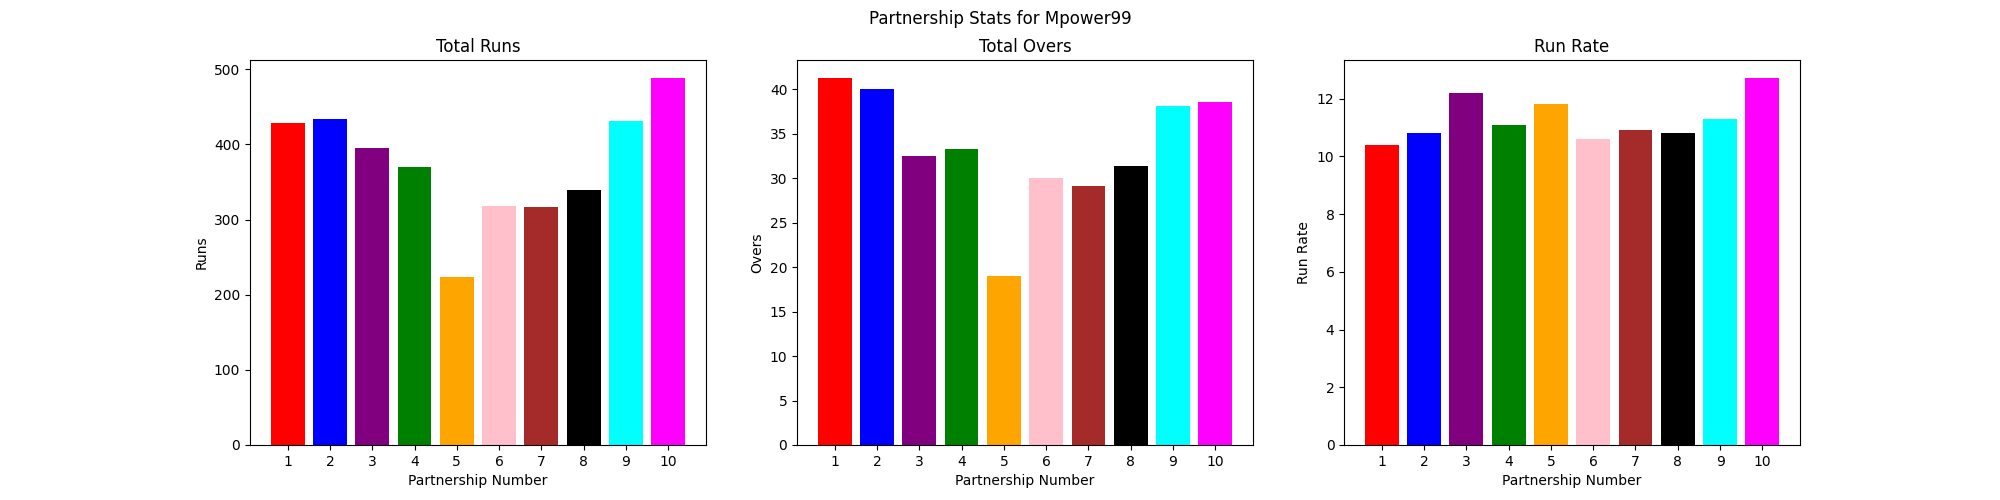 Partnership Stats for Mpower99
Total Runs
500
400
300
200
100
0
Runs
1 2 3 4 5 6 7 8 9 10
Partnership Number
Total Overs
40
35
30
25
20
15
10
5
0
Overs
1 2 3 4 5 6 7 8 9 10
Partnership Number
Run Rate
12
10
8
6
4
2
0
Run Rate
1 2 3 4 5 6 7 8 9 10
Partnership Number